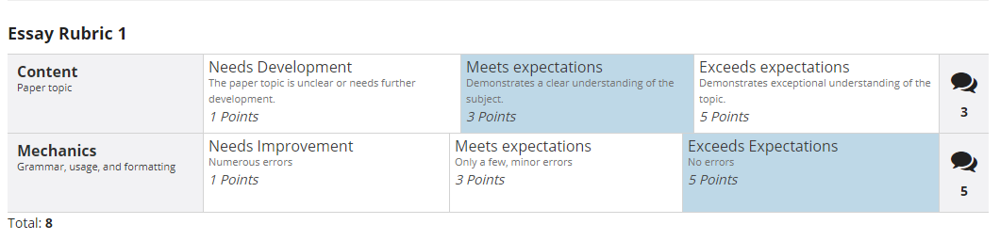 Essay Rubric 1
Content
Paper topic
Needs Development
The paper topic is unclear or needs further
development.
1 Points
Meets expectations
Demonstrates a clear understanding of the
subject.
3 Points
Exceeds expectations
Demonstrates exceptional understanding of the
topic.
5 Points
3
Mechanics
Grammar, usage, and formatting
Needs Improvement
Numerous errors
1 Points
Meets expectations
Only a few, minor errors
3 Points
Exceeds Expectations
No errors
5 Points
5
Total: 8